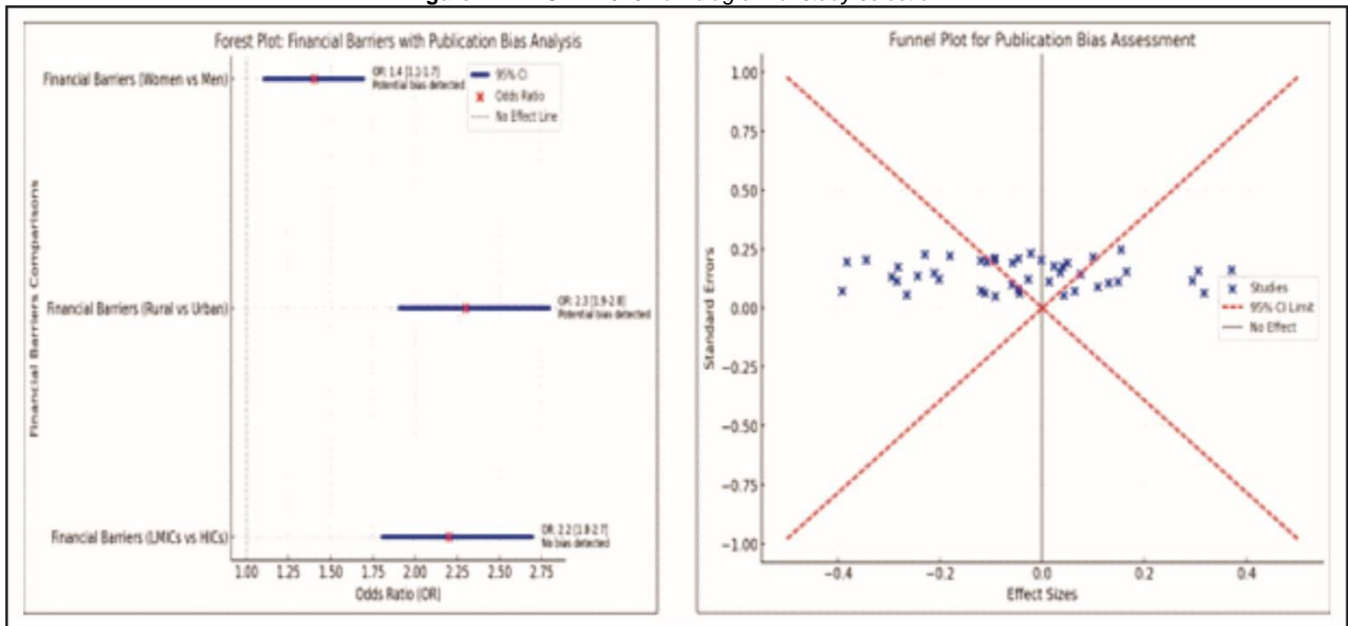 Forest Plot: Financial Barriers with Publication Bias Analysis
Financial Barriers (Women vs Men)
OR: 1.4 [1.1-1.7]
Potential bias detected
95% CI
Odds Ratio
No Effect Line
Financial Barriers Comparisons
Financial Barriers (Rural vs Urban)
OR: 2.3 [1.9-2.8]
Potential bias detected
Financial Barriers (LMICs vs HICs)
OR: 2.2 [1.8-2.7]
No bias detected
1.00 1.25 1.50 1.75 2.00 2.25 2.50 2.75
Odds Ratio (OR)
Funnel Plot for Publication Bias Assessment
1.00
0.75
0.50
0.25
0.00
−0.25
−0.50
−0.75
−1.00
Standard Errors
Studies
95% CI Limit
No Effect
−0.4 −0.2 0.0 0.2 0.4
Effect Sizes